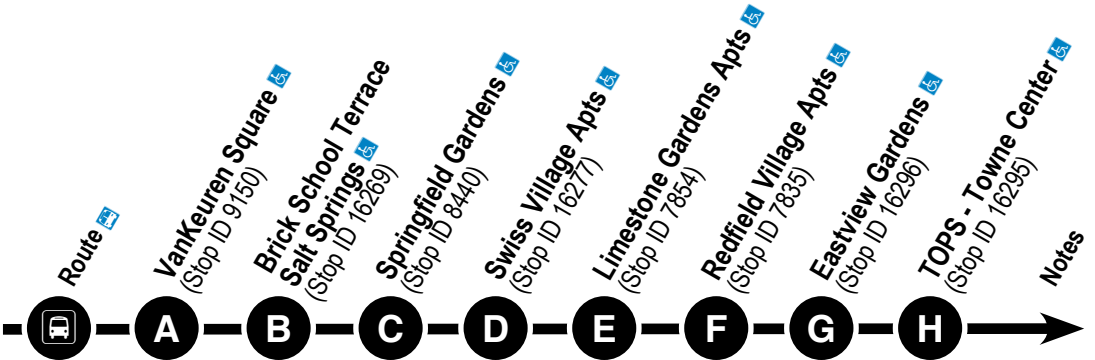 Route
VanKeuren Square
(Stop ID 9150)
Brick School Terrace
Salt Springs
(Stop ID 16269)
Springfield Gardens
(Stop ID 8440)
Swiss Village Apts
(Stop ID 16277)
Limestone Gardens Apts
(Stop ID 7854)
Redfield Village Apts
(Stop ID 7835)
Eastview Gardens
(Stop ID 16296)
TOPS - Towne Center
(Stop ID 16295)
Notes
A B C D E F G H